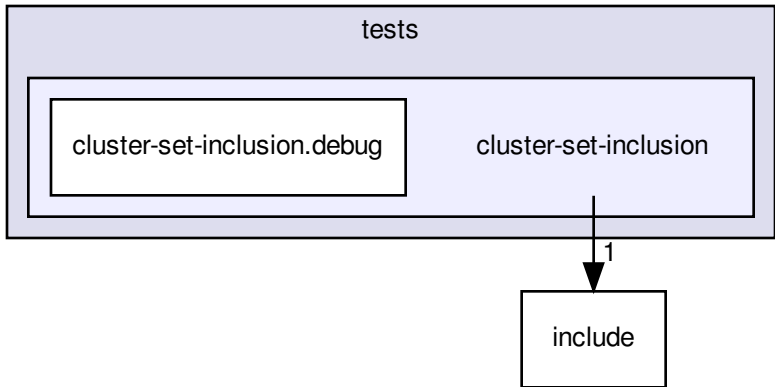 tests
cluster-set-inclusion.debug
cluster-set-inclusion
1
include